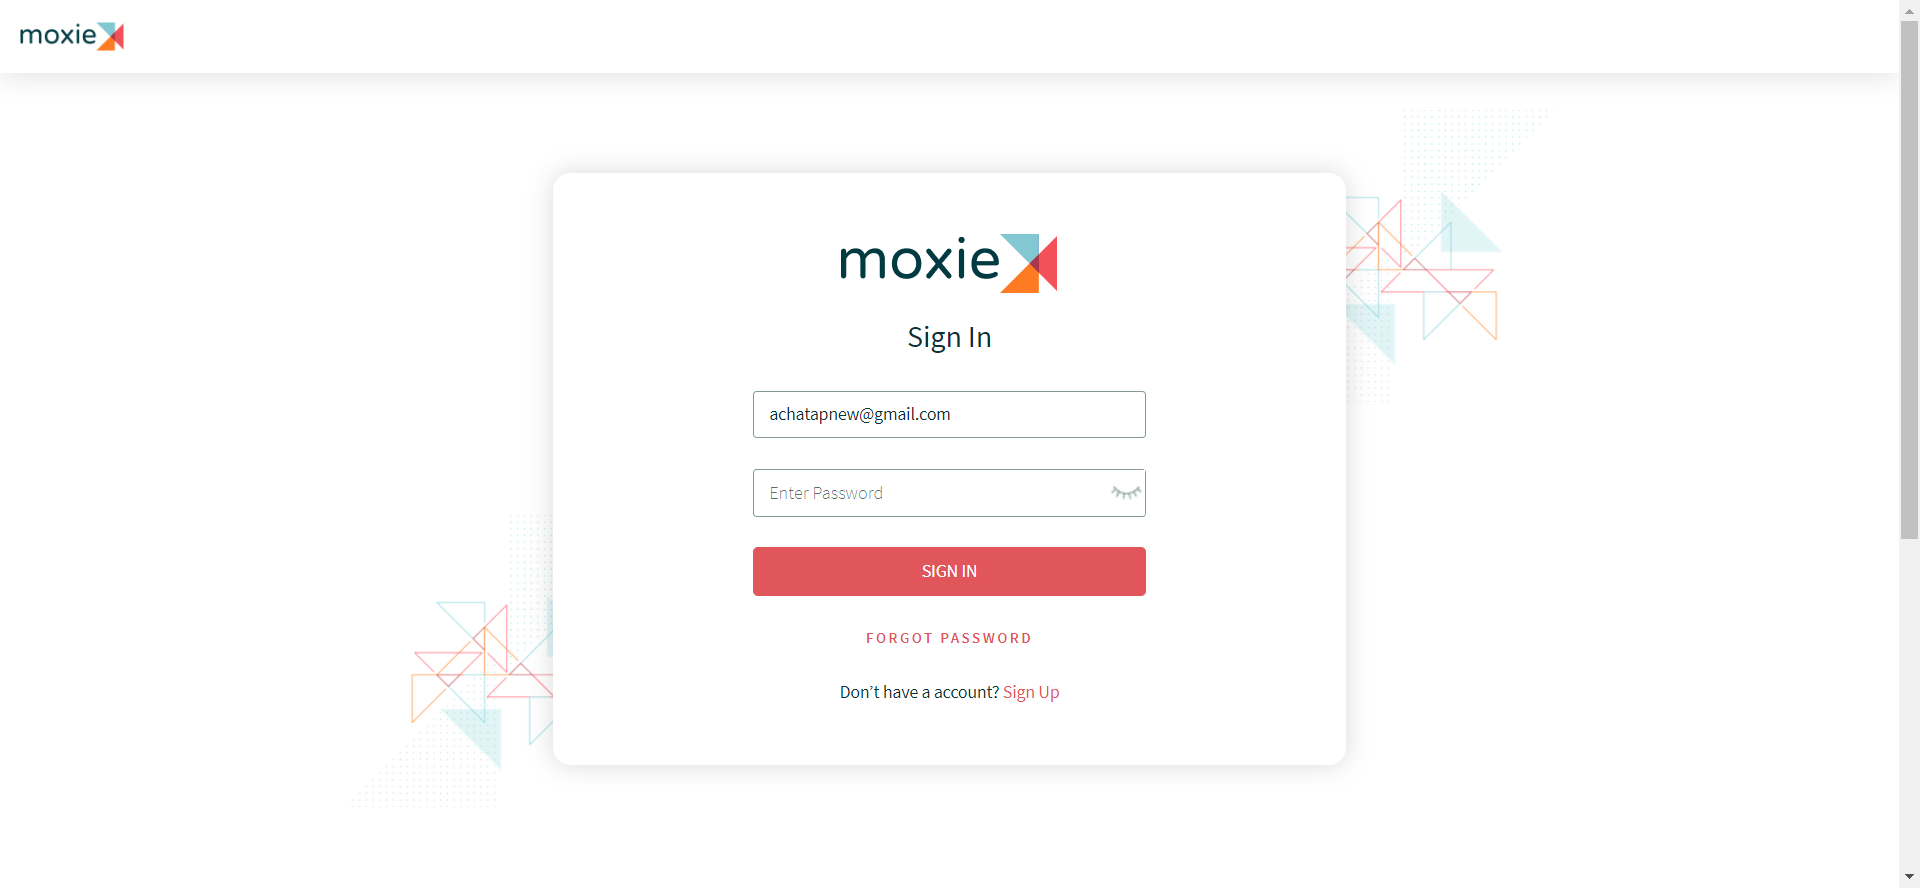 moxie
moxie
Sign In
achatapnew@gmail.com
Enter Password
SIGN IN
FORGOT PASSWORD
Don’t have a account? Sign Up